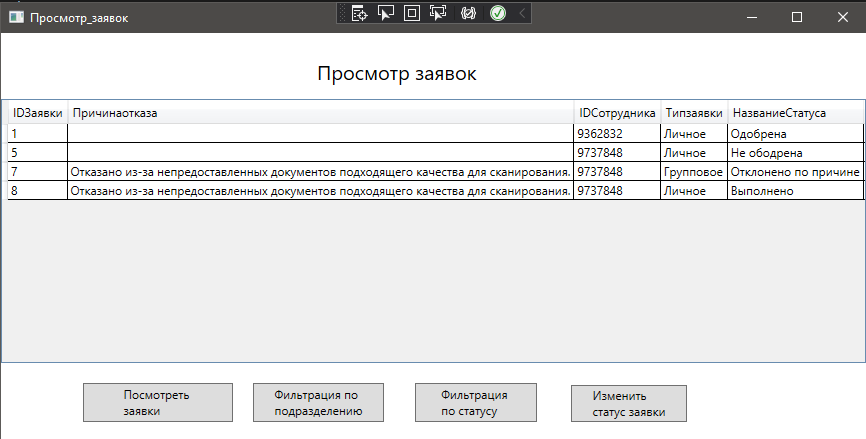 Просмотр_заявок
Просмотр заявок
IDЗаявки Причинаотказа IDСотрудника Типзаявки НазваниеСтатуса
1 9362832 Личное Одобрена
5 9737848 Личное Не ободрена
7 Отказано из-за непредоставленных документов подходящего качества для сканирования. 9737848 Групповое Отклонено по причине
8 Отказано из-за непредоставленных документов подходящего качества для сканирования. 9737848 Личное Выполнено
Посмотреть
заявки
Фильтрация по
подразделению
Фильтрация
по статусу
Изменить
статус заявки